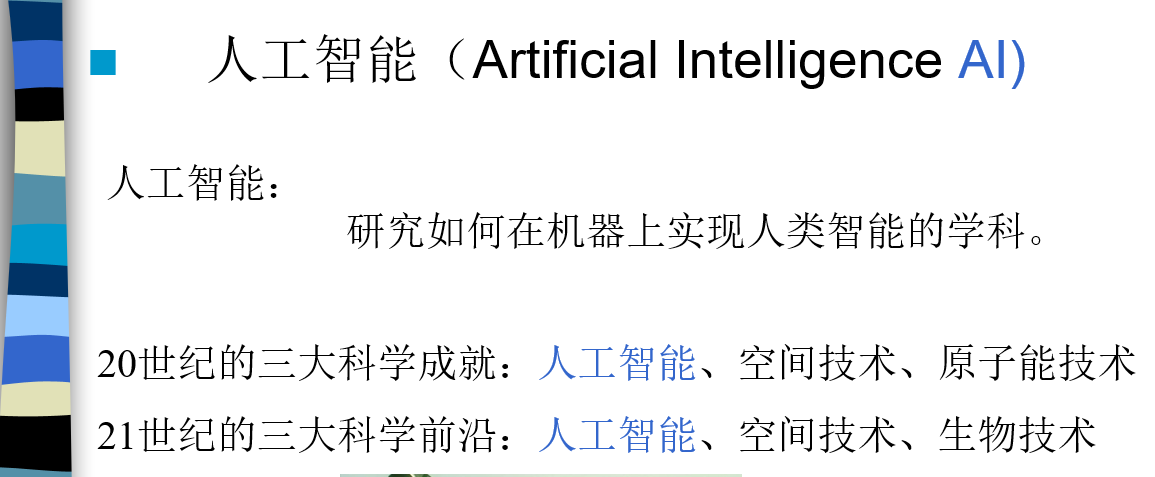 人工智能（Artificial Intelligence AI)
人工智能：
研究如何在机器上实现人类智能的学科。
20世纪的三大科学成就：人工智能、空间技术、原子能技术
21世纪的三大科学前沿：人工智能、空间技术、生物技术